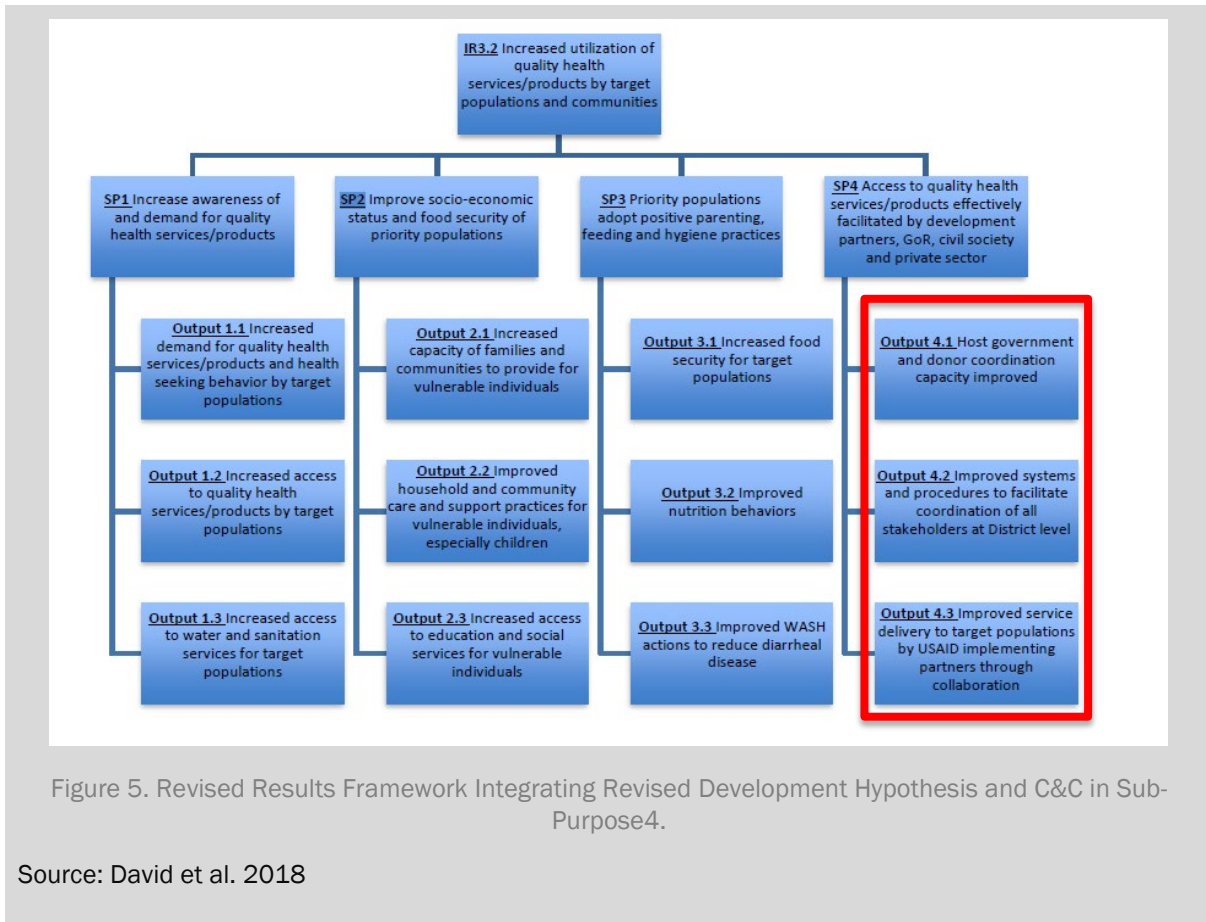 IR3.2 Increased utilization of
quality health
services/products by target
populations and communities
SP1 Increase awareness of
and demand for quality
health services/products
SP2 Improve socio-economic
status and food security of
priority populations
SP3 Priority populations
adopt positive parenting,
feeding and hygiene practices
SP4 Access to quality health
services/products effectively
facilitated by development
partners, GoR, civil society
and private sector
Output 1.1 Increased
demand for quality health
services/products and health
seeking behavior by target
populations
Output 2.1 Increased
capacity of families and
communities to provide for
vulnerable individuals
Output 3.1 Increased food
security for target
populations
Output 4.1 Host government
and donor coordination
capacity improved
Output 1.2 Increased access
to quality health
services/products by target
populations
Output 2.2 Improved
household and community
care and support practices for
vulnerable individuals,
especially children
Output 3.2 Improved
nutrition behaviors
Output 4.2 Improved systems
and procedures to facilitate
coordination of all
stakeholders at District level
Output 1.3 Increased access
to water and sanitation
services for target
populations
Output 2.3 Increased access
to education and social
services for vulnerable
individuals
Output 3.3 Improved WASH
actions to reduce diarrheal
disease
Output 4.3 Improved service
delivery to target populations
by USAID implementing
partners through
collaboration
Figure 5. Revised Results Framework Integrating Revised Development Hypothesis and C&C in Sub-
Purpose4.
Source: David et al. 2018